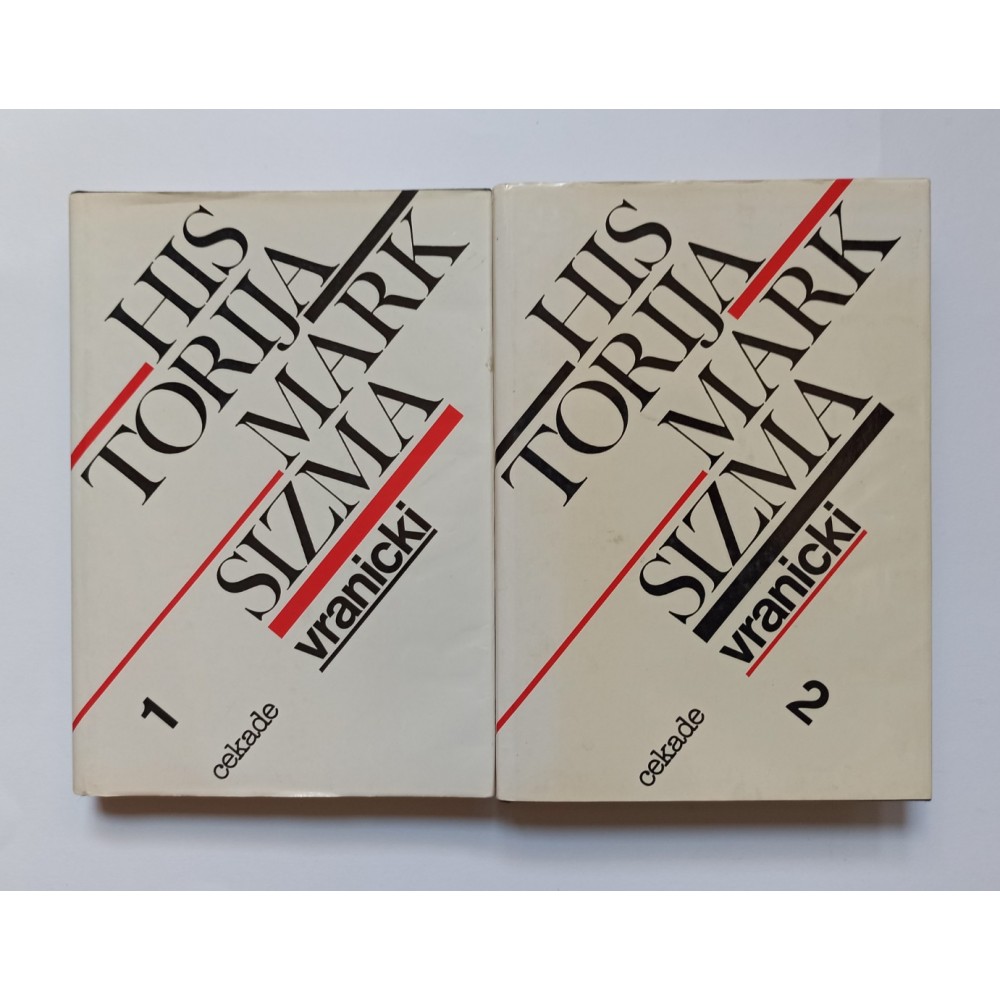 HIS
TORIJA
MARK
SIZMA
vranicki
1
cekade
HIS
TORIJA
MARK
SIZMA
vranicki
2
cekade